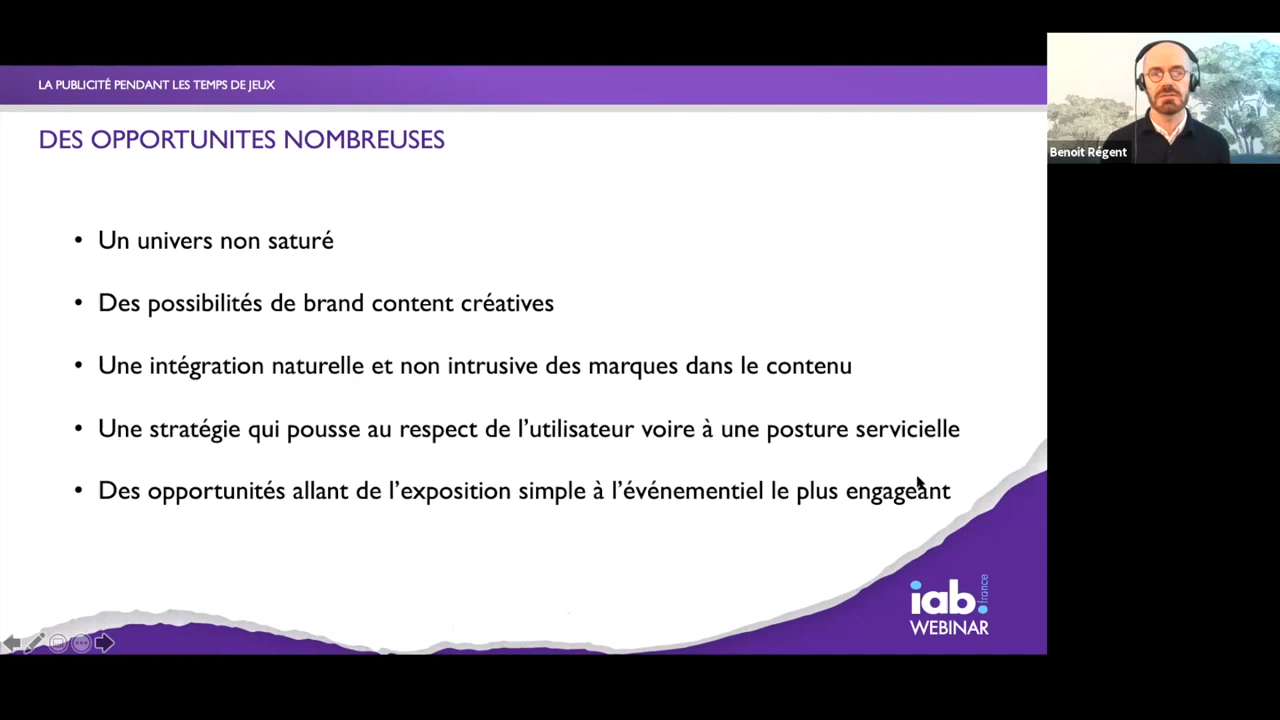 LA PUBLICITÉ PENDANT LES TEMPS DE JEUX
DES OPPORTUNITES NOMBREUSES
• Un univers non saturé
• Des possibilités de brand content créatives
• Une intégration naturelle et non intrusive des marques dans le contenu
• Une stratégie qui pousse au respect de l’utilisateur voire à une posture servicielle
• Des opportunités allant de l’exposition simple à l’événementiel le plus engageant
iab. france
WEBINAR
Benoit Régent